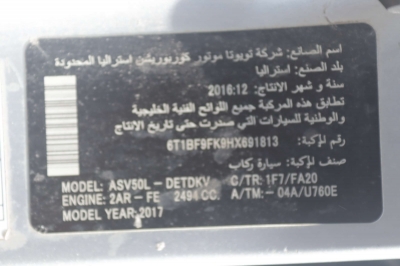 اسم الصانع: شركة تويوتا موتور كوربوريشن استراليا المحدودة
بلد الصنع: استراليا
سنة و شهر الانتاج: 2016:12
تطابق هذه المركبة جميع اللوائح الفنية الخليجية
والوطنية للسيارات التي صدرت حتى تاريخ الانتاج
رقم المركبة: 6T1BF9FK9HX691813
صنف المركبة: سيارة ركاب
MODEL: ASV50L - DETDKV C/TR: 1F7/FA20
ENGINE: 2AR - FE 2494 CC. A/TM: -04A/U760E
MODEL YEAR:2017